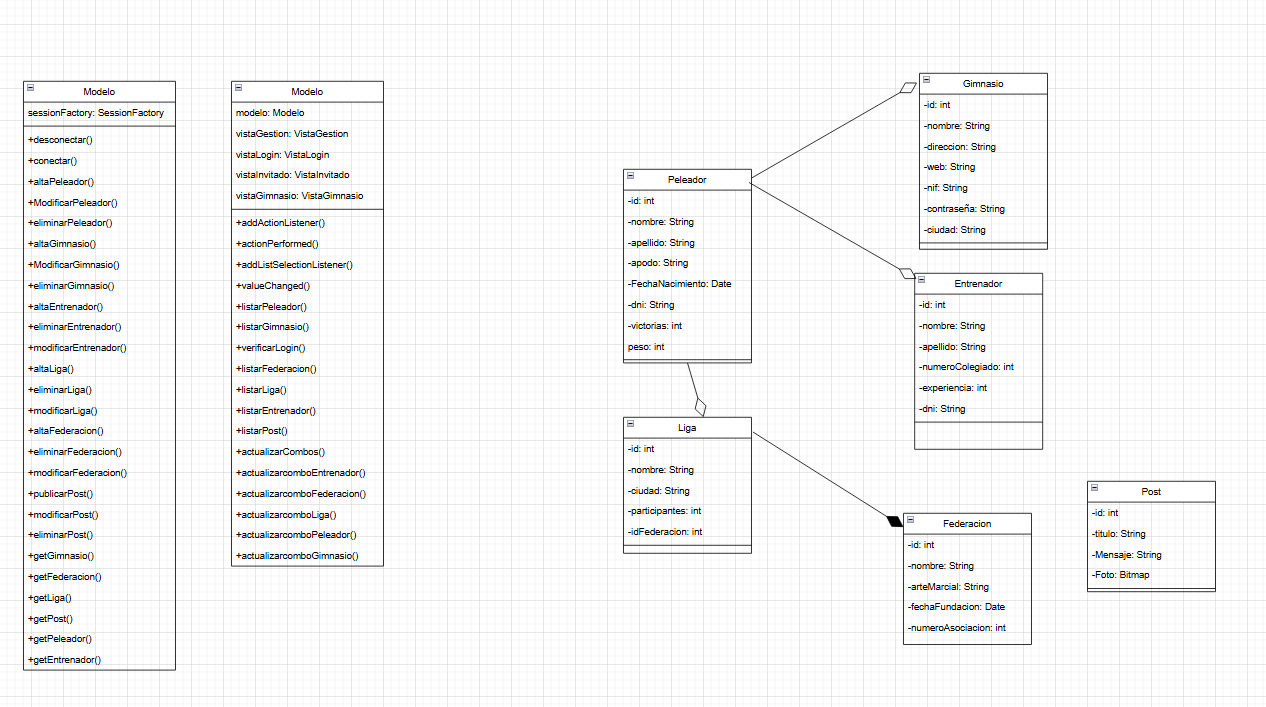 Modelo
sessionFactory: SessionFactory
+desconectar()
+conectar()
+altaPeleador()
+ModificarPeleador()
+eliminarPeleador()
+altaGimnasio()
+ModificarGimnasio()
+eliminarGimnasio()
+altaEntrenador()
+eliminarEntrenador()
+modificarEntrenador()
+altaLiga()
+eliminarLiga()
+modificarLiga()
+altaFederacion()
+eliminarFederacion()
+modificarFederacion()
+publicarPost()
+modificarPost()
+eliminarPost()
+getGimnasio()
+getFederacion()
+getLiga()
+getPost()
+getPeleador()
+getEntrenador()
Modelo
modelo: Modelo
vistaGestion: VistaGestion
vistaLogin: VistaLogin
vistaInvitado: VistaInvitado
vistaGimnasio: VistaGimnasio
+addActionListener()
+actionPerformed()
+addListSelectionListener()
+valueChanged()
+listarPeleador()
+listarGimnasio()
+verificarLogin()
+listarFederacion()
+listarLiga()
+listarEntrenador()
+listarPost()
+actualizarCombos()
+actualizarcomboEntrenador()
+actualizarcomboFederacion()
+actualizarcomboLiga()
+actualizarcomboPeleador()
+actualizarcomboGimnasio()
Peleador
-id: int
-nombre: String
-apellido: String
-apodo: String
-FechaNacimiento: Date
-dni: String
-victorias: int
peso: int
Liga
-id: int
-nombre: String
-ciudad: String
-participantes: int
-idFederacion: int
Gimnasio
-id: int
-nombre: String
-direccion: String
-web: String
-nif: String
-contraseña: String
-ciudad: String
Entrenador
-id: int
-nombre: String
-apellido: String
-numeroColegiado: int
-experiencia: int
-dni: String
Federacion
-id: int
-nombre: String
-arteMarcial: String
-fechaFundacion: Date
-numeroAsociacion: int
Post
-id: int
-titulo: String
-Mensaje: String
-Foto: Bitmap